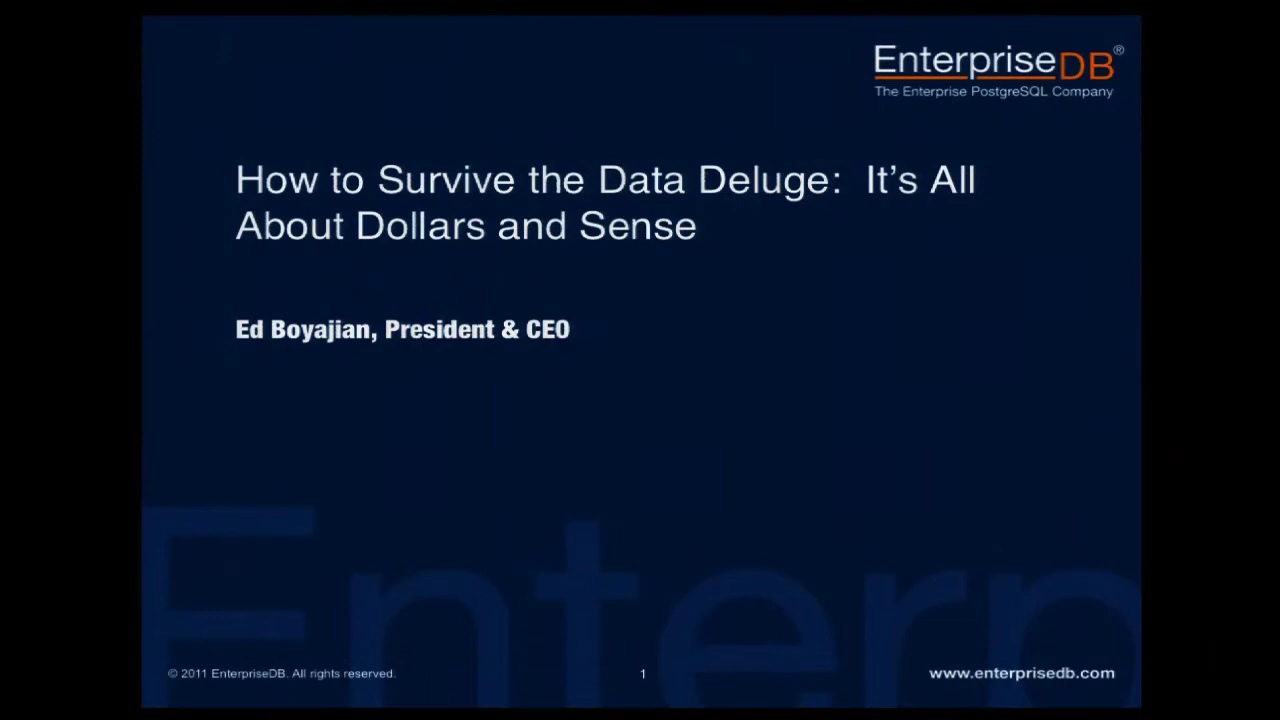 EnterpriseDB®
The Enterprise PostgreSQL Company
How to Survive the Data Deluge:  It’s All
About Dollars and Sense
Ed Boyajian, President & CEO
Enterp
© 2011 EnterpriseDB. All rights reserved.
1
www.enterprisedb.com